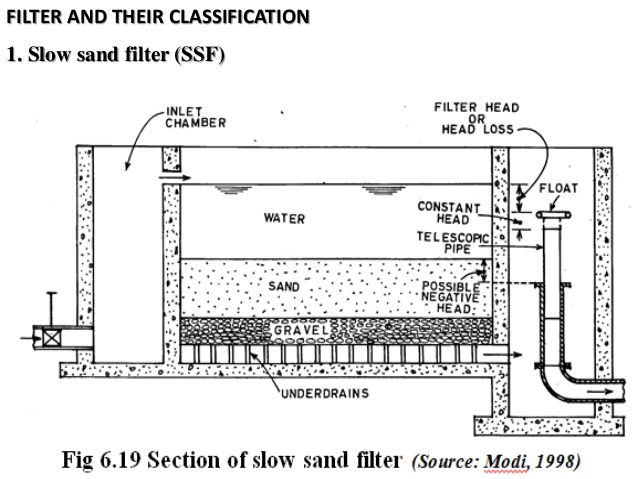 FILTER AND THEIR CLASSIFICATION
1. Slow sand filter (SSF)
INLET
CHAMBER
FILTER HEAD
OR
HEAD LOSS
FLOAT
CONSTANT
HEAD
WATER
TELESCOPIC
PIPE
SAND
POSSIBLE
NEGATIVE
HEAD:
GRAVEL
UNDERDRAINS
Fig 6.19 Section of slow sand filter (Source: Modi, 1998)